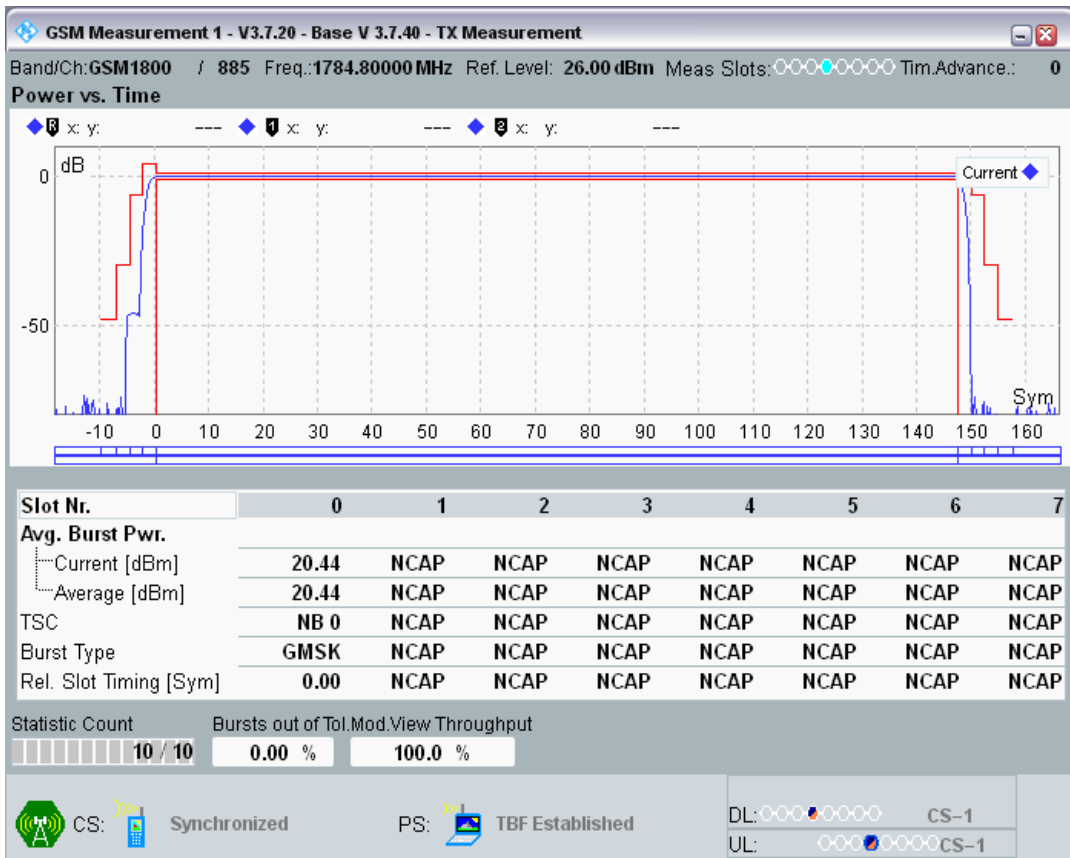 GSM Measurement 1 - V3.7.20 - Base V 3.7.40 - TX Measurement
Band/Ch:GSM1800 / 885 Freq.:1784.80000 MHz Ref. Level: 26.00 dBm Meas Slots: Tim.Advance.: 0
Power vs. Time
R x: y: --- 1 x: y: --- 2 x: y: ---
dB
Current
0
-50
Sym
-10 0 10 20 30 40 50 60 70 80 90 100 110 120 130 140 150 160
Slot Nr. 0 1 2 3 4 5 6 7
Avg. Burst Pwr.
Current [dBm] 20.44 NCAP NCAP NCAP NCAP NCAP NCAP NCAP
Average [dBm] 20.44 NCAP NCAP NCAP NCAP NCAP NCAP NCAP
TSC NB 0 NCAP NCAP NCAP NCAP NCAP NCAP NCAP
Burst Type GMSK NCAP NCAP NCAP NCAP NCAP NCAP NCAP
Rel. Slot Timing [Sym] 0.00 NCAP NCAP NCAP NCAP NCAP NCAP NCAP
Statistic Count Bursts out of Tol.Mod.View Throughput
10 / 10 0.00 % 100.0 %
CS: Synchronized PS: TBF Established
DL: CS-1
UL: CS-1